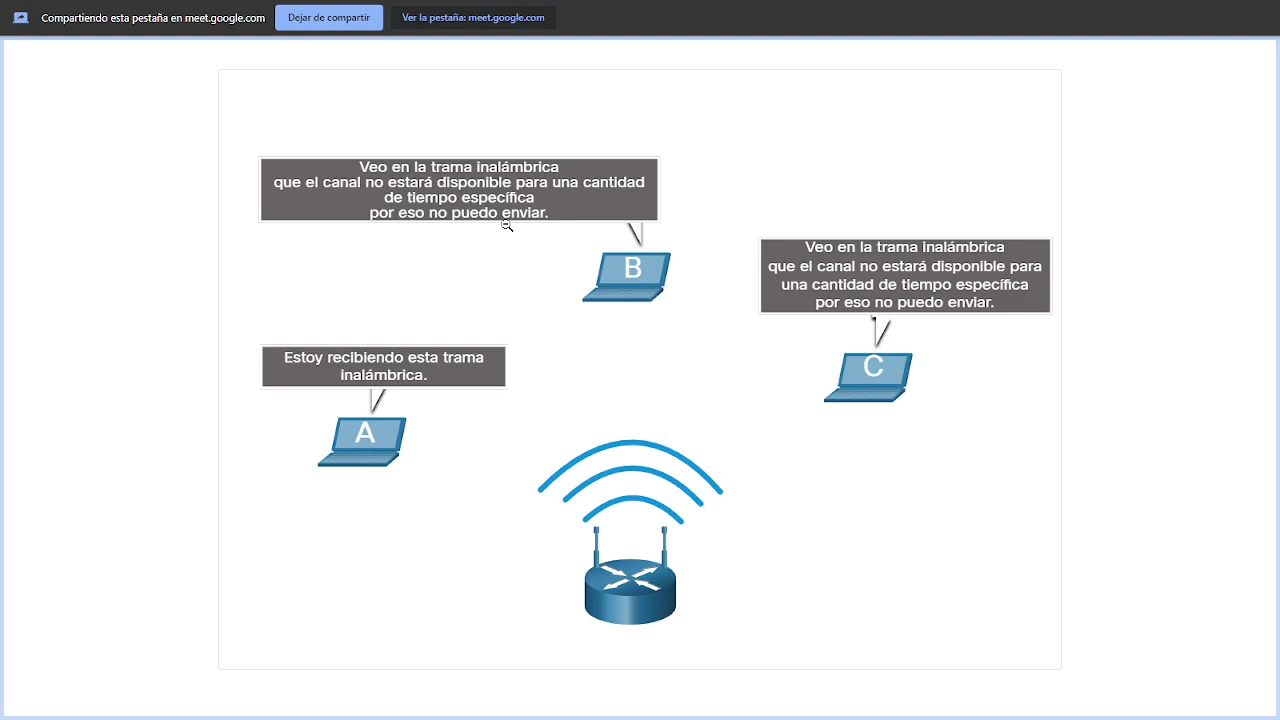 Compartiendo esta pestaña en meet.google.com
Dejar de compartir
Ver la pestaña: meet.google.com
Veo en la trama inalámbrica
que el canal no estará disponible para una cantidad
de tiempo específica
por eso no puedo enviar.
B
Veo en la trama inalámbrica
que el canal no estará disponible para
una cantidad de tiempo específica
por eso no puedo enviar.
C
Estoy recibiendo esta trama
inalámbrica.
A